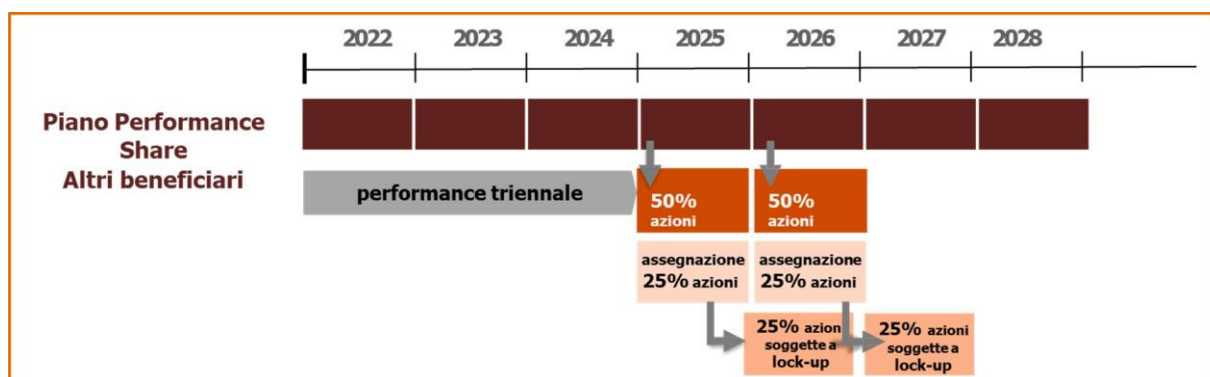 2022 2023 2024 2025 2026 2027 2028
Piano Performance
Share
Altri beneficiari
performance triennale
50%
azioni
50%
azioni
assegnazione
25% azioni
assegnazione
25% azioni
25% azion
soggette a
lock-up
25% azioni
soggette a
lock-up